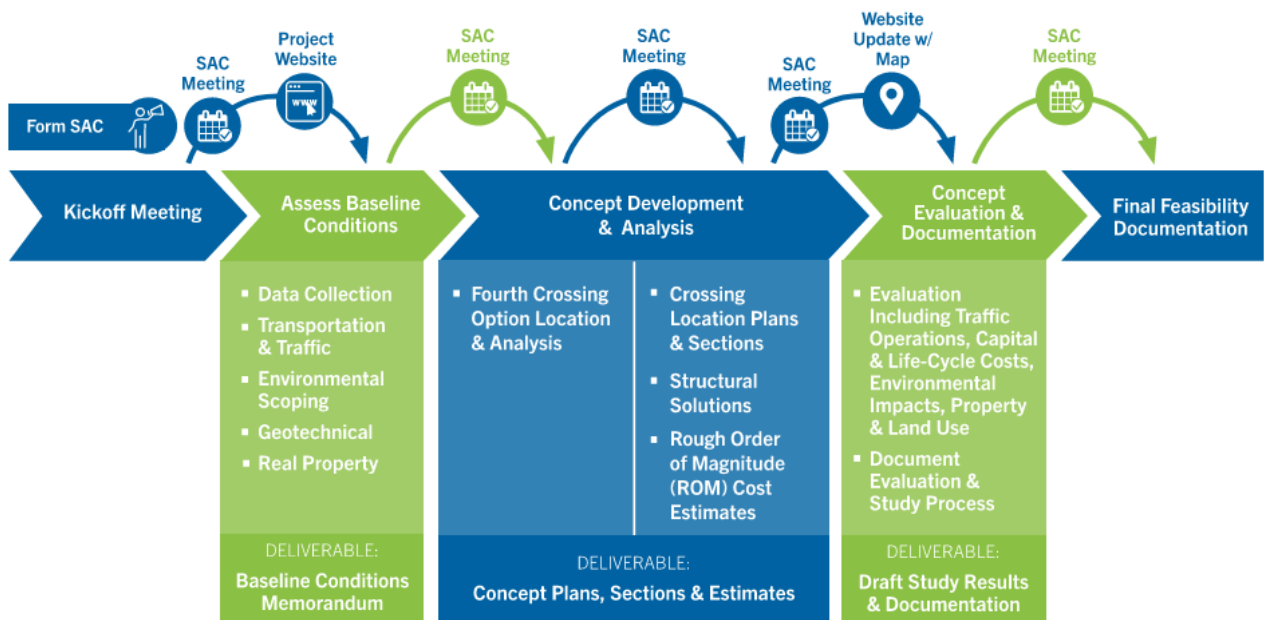 Form SAC
SAC
Meeting
Project
Website
www
SAC
Meeting
SAC
Meeting
SAC
Meeting
Website
Update w/
Map
SAC
Meeting
Kickoff Meeting
Assess Baseline
Conditions
Concept Development
& Analysis
Concept
Evaluation &
Documentation
Final Feasibility
Documentation
▪ Data Collection
▪ Transportation
& Traffic
▪ Environmental
Scoping
▪ Geotechnical
▪ Real Property
DELIVERABLE:
Baseline Conditions
Memorandum
▪ Fourth Crossing
Option Location
& Analysis
▪ Crossing
Location Plans
& Sections
▪ Structural
Solutions
▪ Rough Order
of Magnitude
(ROM) Cost
Estimates
DELIVERABLE:
Concept Plans, Sections & Estimates
▪ Evaluation
Including Traffic
Operations, Capital
& Life-Cycle Costs,
Environmental
Impacts, Property
& Land Use
▪ Document
Evaluation &
Study Process
DELIVERABLE:
Draft Study Results
& Documentation